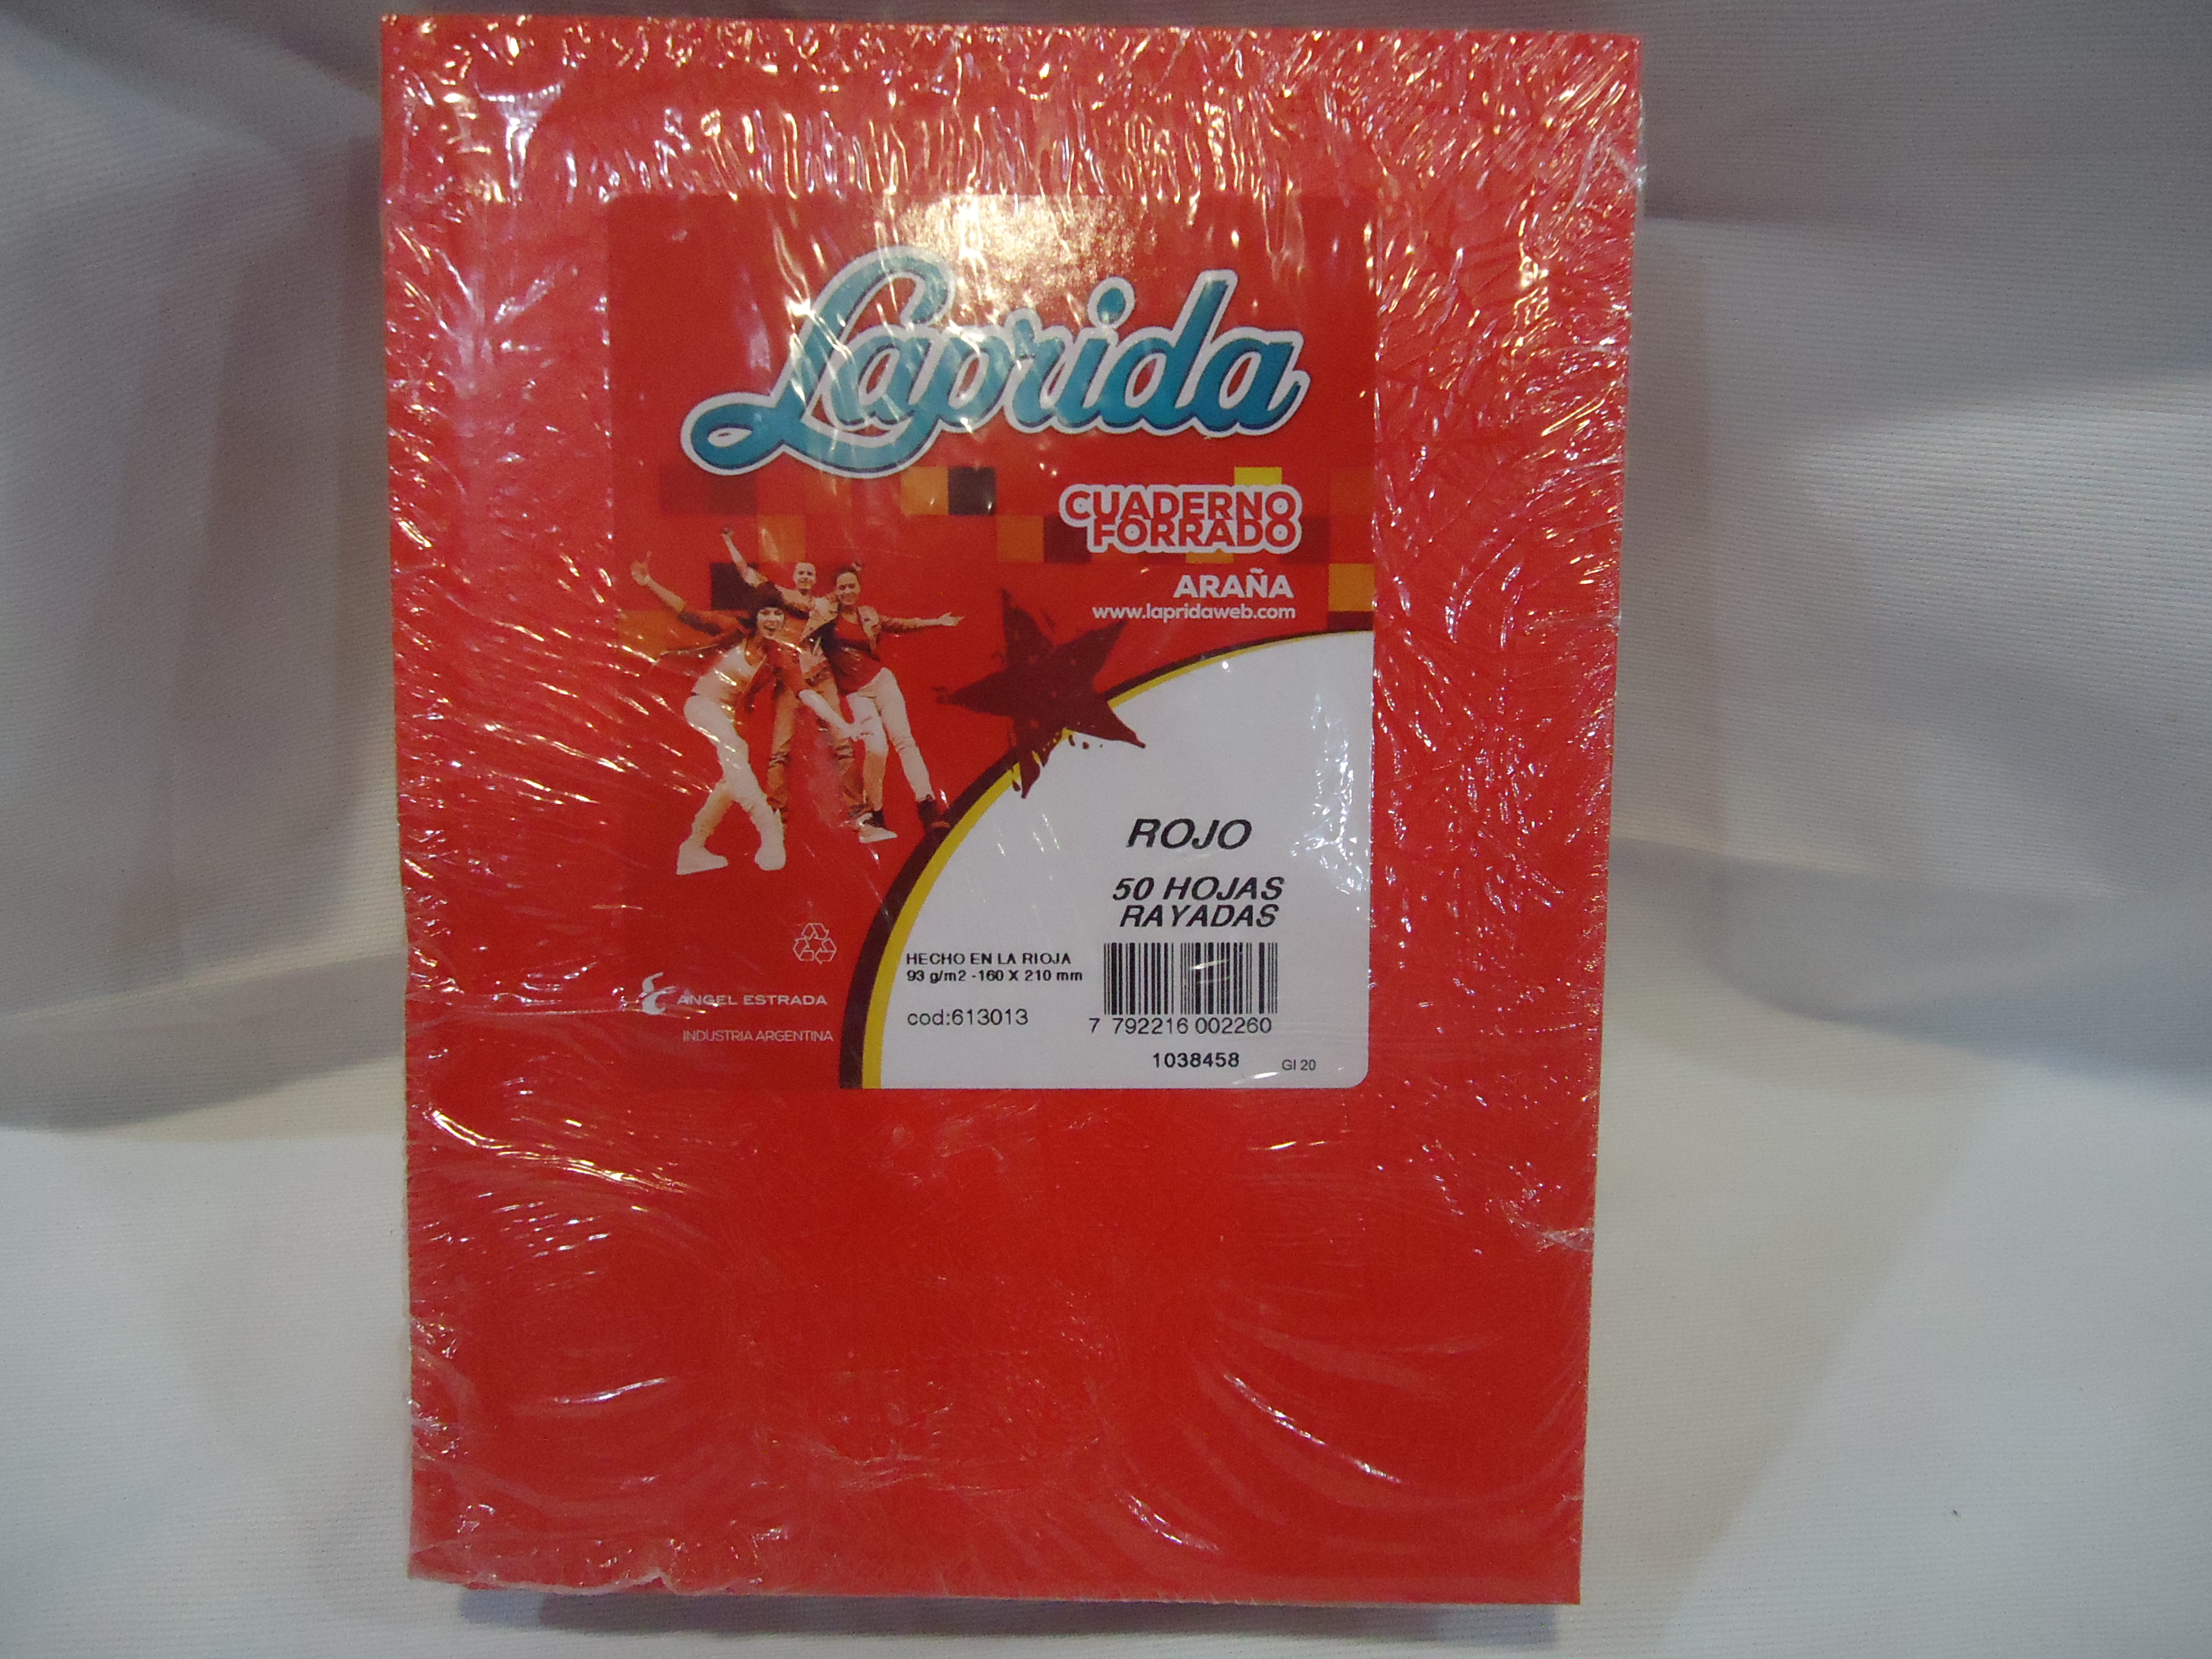 Laprida
CUADERNO
FORRADO
ARAÑA
www.lapridaweb.com
ROJO
50 HOJAS
RAYADAS
HECHO EN LA RIOJA
93 g/m2 -160 X 210 mm
cod:613013
7 792216 002260
1038458
GI 20
ANGEL ESTRADA
INDUSTRIA ARGENTINA